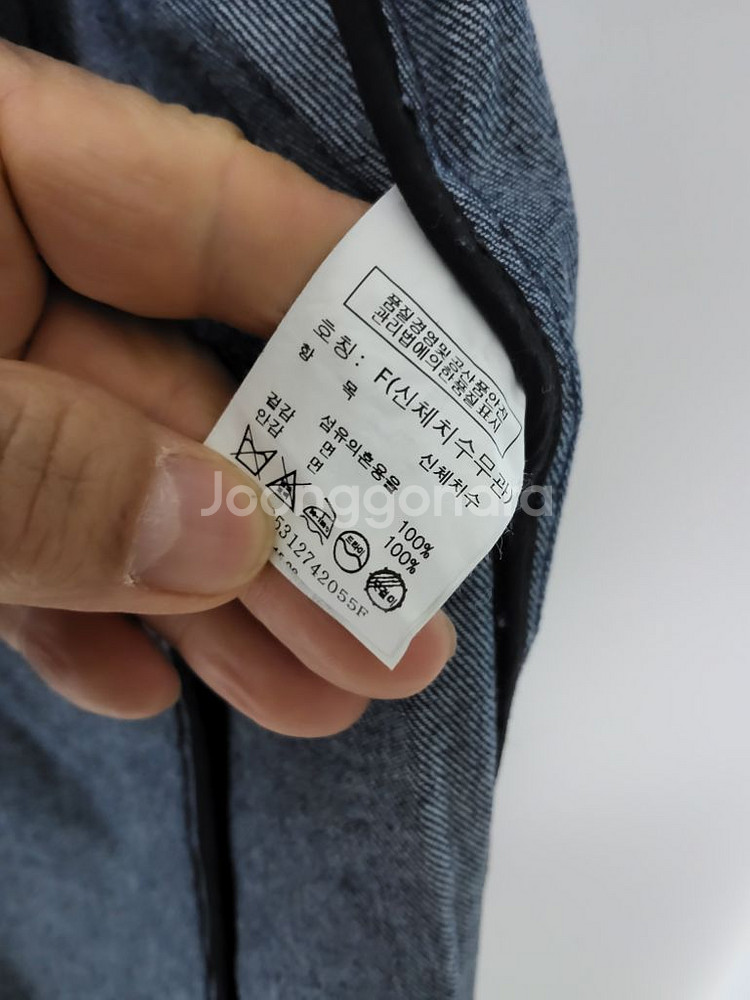 품질경영및공산품안전
관리법에의한품질표시
호칭: F(신체치수무관)
항 목 신체치수
섬유의혼용율
겉감 면 100%
안감 면 100%
드라이
5312742055F
Joonggonara